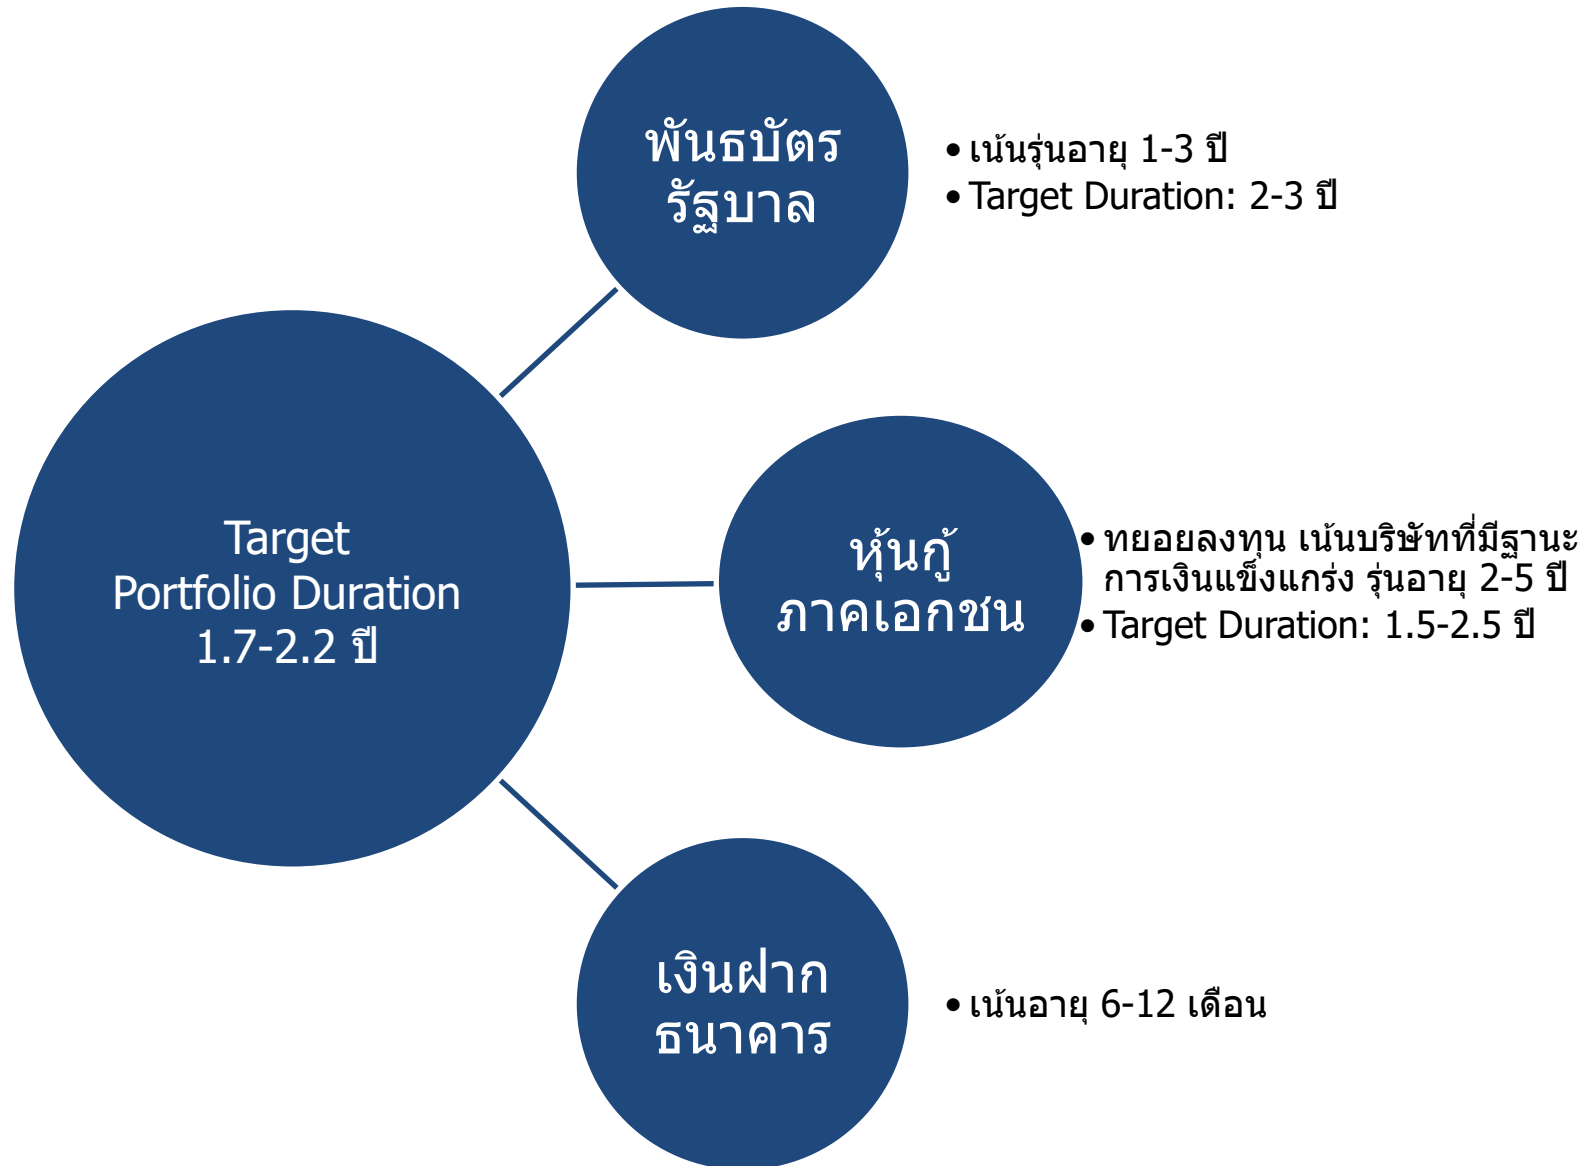 พันธบัตร
รัฐบาล
• เน้นรุ่นอายุ 1-3 ปี
• Target Duration: 2-3 ปี
Target
Portfolio Duration
1.7-2.2 ปี
หุ้นกู้
ภาคเอกชน
• ทยอยลงทุน เน้นบริษัทที่มีฐานะ
การเงินแข็งแกร่ง รุ่นอายุ 2-5 ปี
• Target Duration: 1.5-2.5 ปี
เงินฝาก
ธนาคาร
• เน้นอายุ 6-12 เดือน